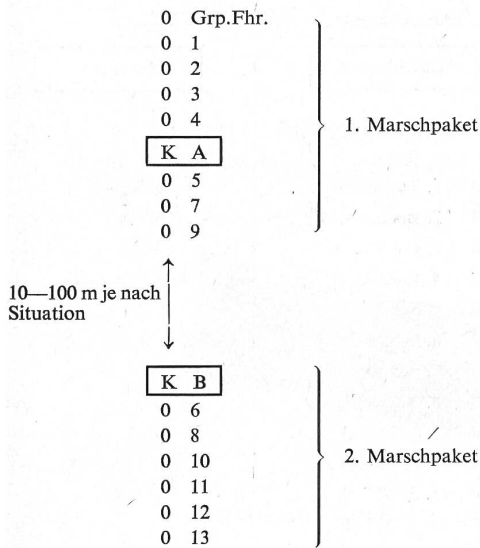 0 Grp.Fhr.
0 1
0 2
0 3
0 4
1. Marschpaket
K A
0 5
0 7
0 9
10—100 m je nach
Situation
K B
0 6
0 8
0 10
2. Marschpaket
0 11
0 12
0 13